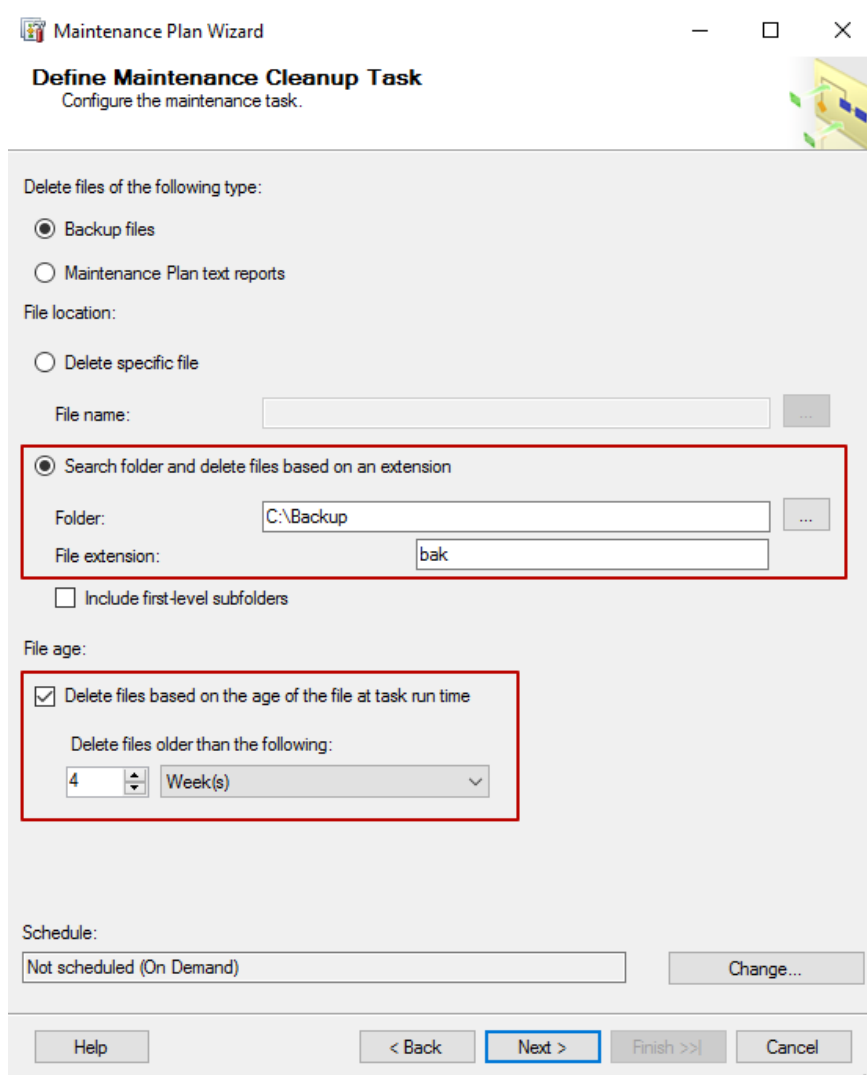 Maintenance Plan Wizard
Define Maintenance Cleanup Task
Configure the maintenance task.
Delete files of the following type:
Backup files
Maintenance Plan text reports
File location:
Delete specific file
File name:
...
Search folder and delete files based on an extension
Folder: C:\Backup ...
File extension: bak
Include first-level subfolders
File age:
Delete files based on the age of the file at task run time
Delete files older than the following:
4 Week(s)
Schedule:
Not scheduled (On Demand) Change...
Help < Back Next > Finish >>| Cancel